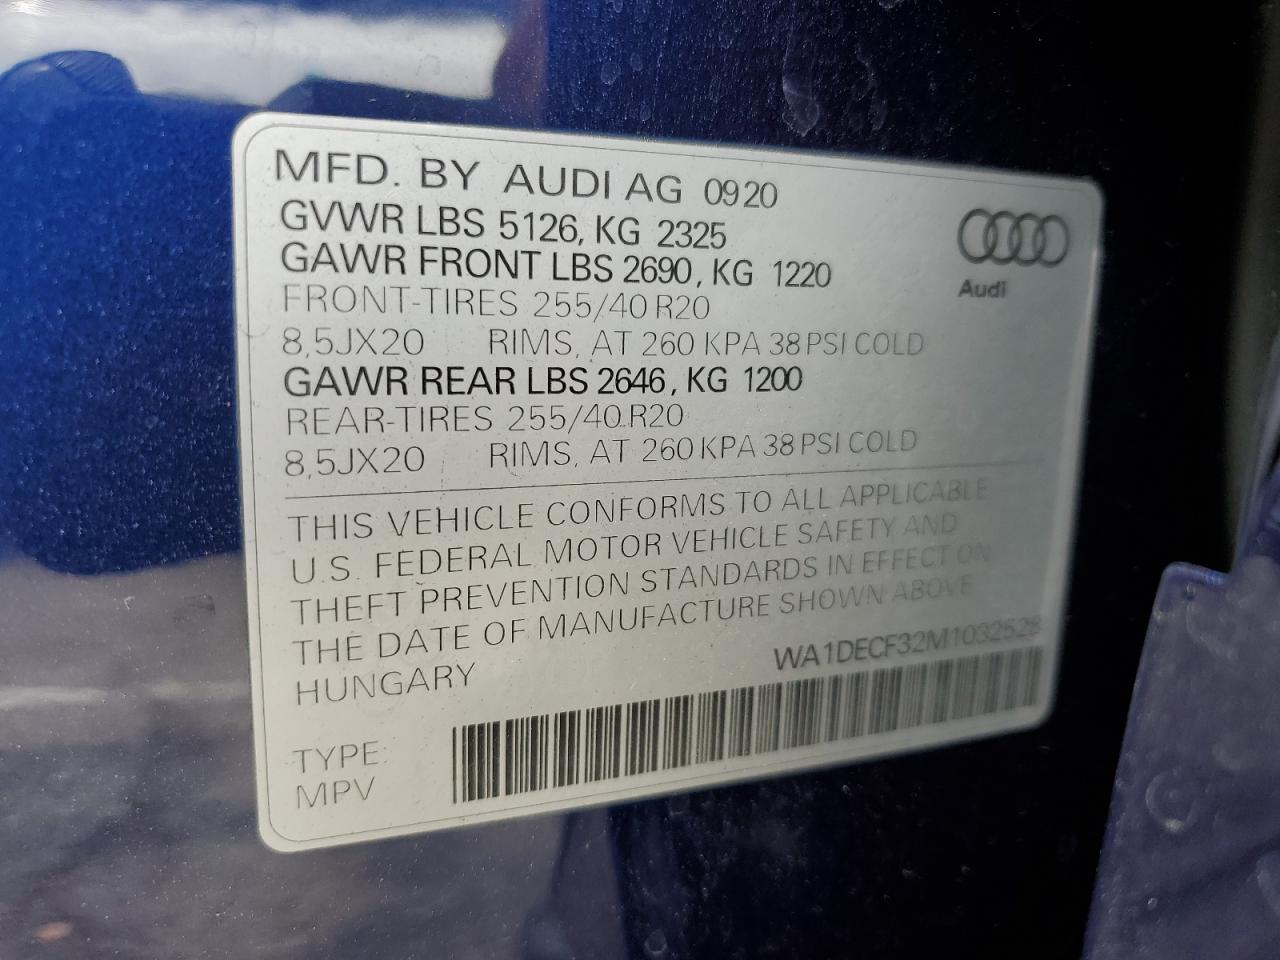 MFD. BY AUDI AG 0920
GVWR LBS 5126, KG 2325
GAWR FRONT LBS 2690, KG 1220
FRONT-TIRES 255/40 R20
8,5JX20 RIMS, AT 260 KPA 38 PSI COLD
GAWR REAR LBS 2646, KG 1200
REAR-TIRES 255/40 R20
8,5JX20 RIMS, AT 260 KPA 38 PSI COLD
Audi
THIS VEHICLE CONFORMS TO ALL APPLICABLE
U.S. FEDERAL MOTOR VEHICLE SAFETY AND
THEFT PREVENTION STANDARDS IN EFFECT ON
THE DATE OF MANUFACTURE SHOWN ABOVE
HUNGARY
WA1DECF32M1032528
TYPE:
MPV